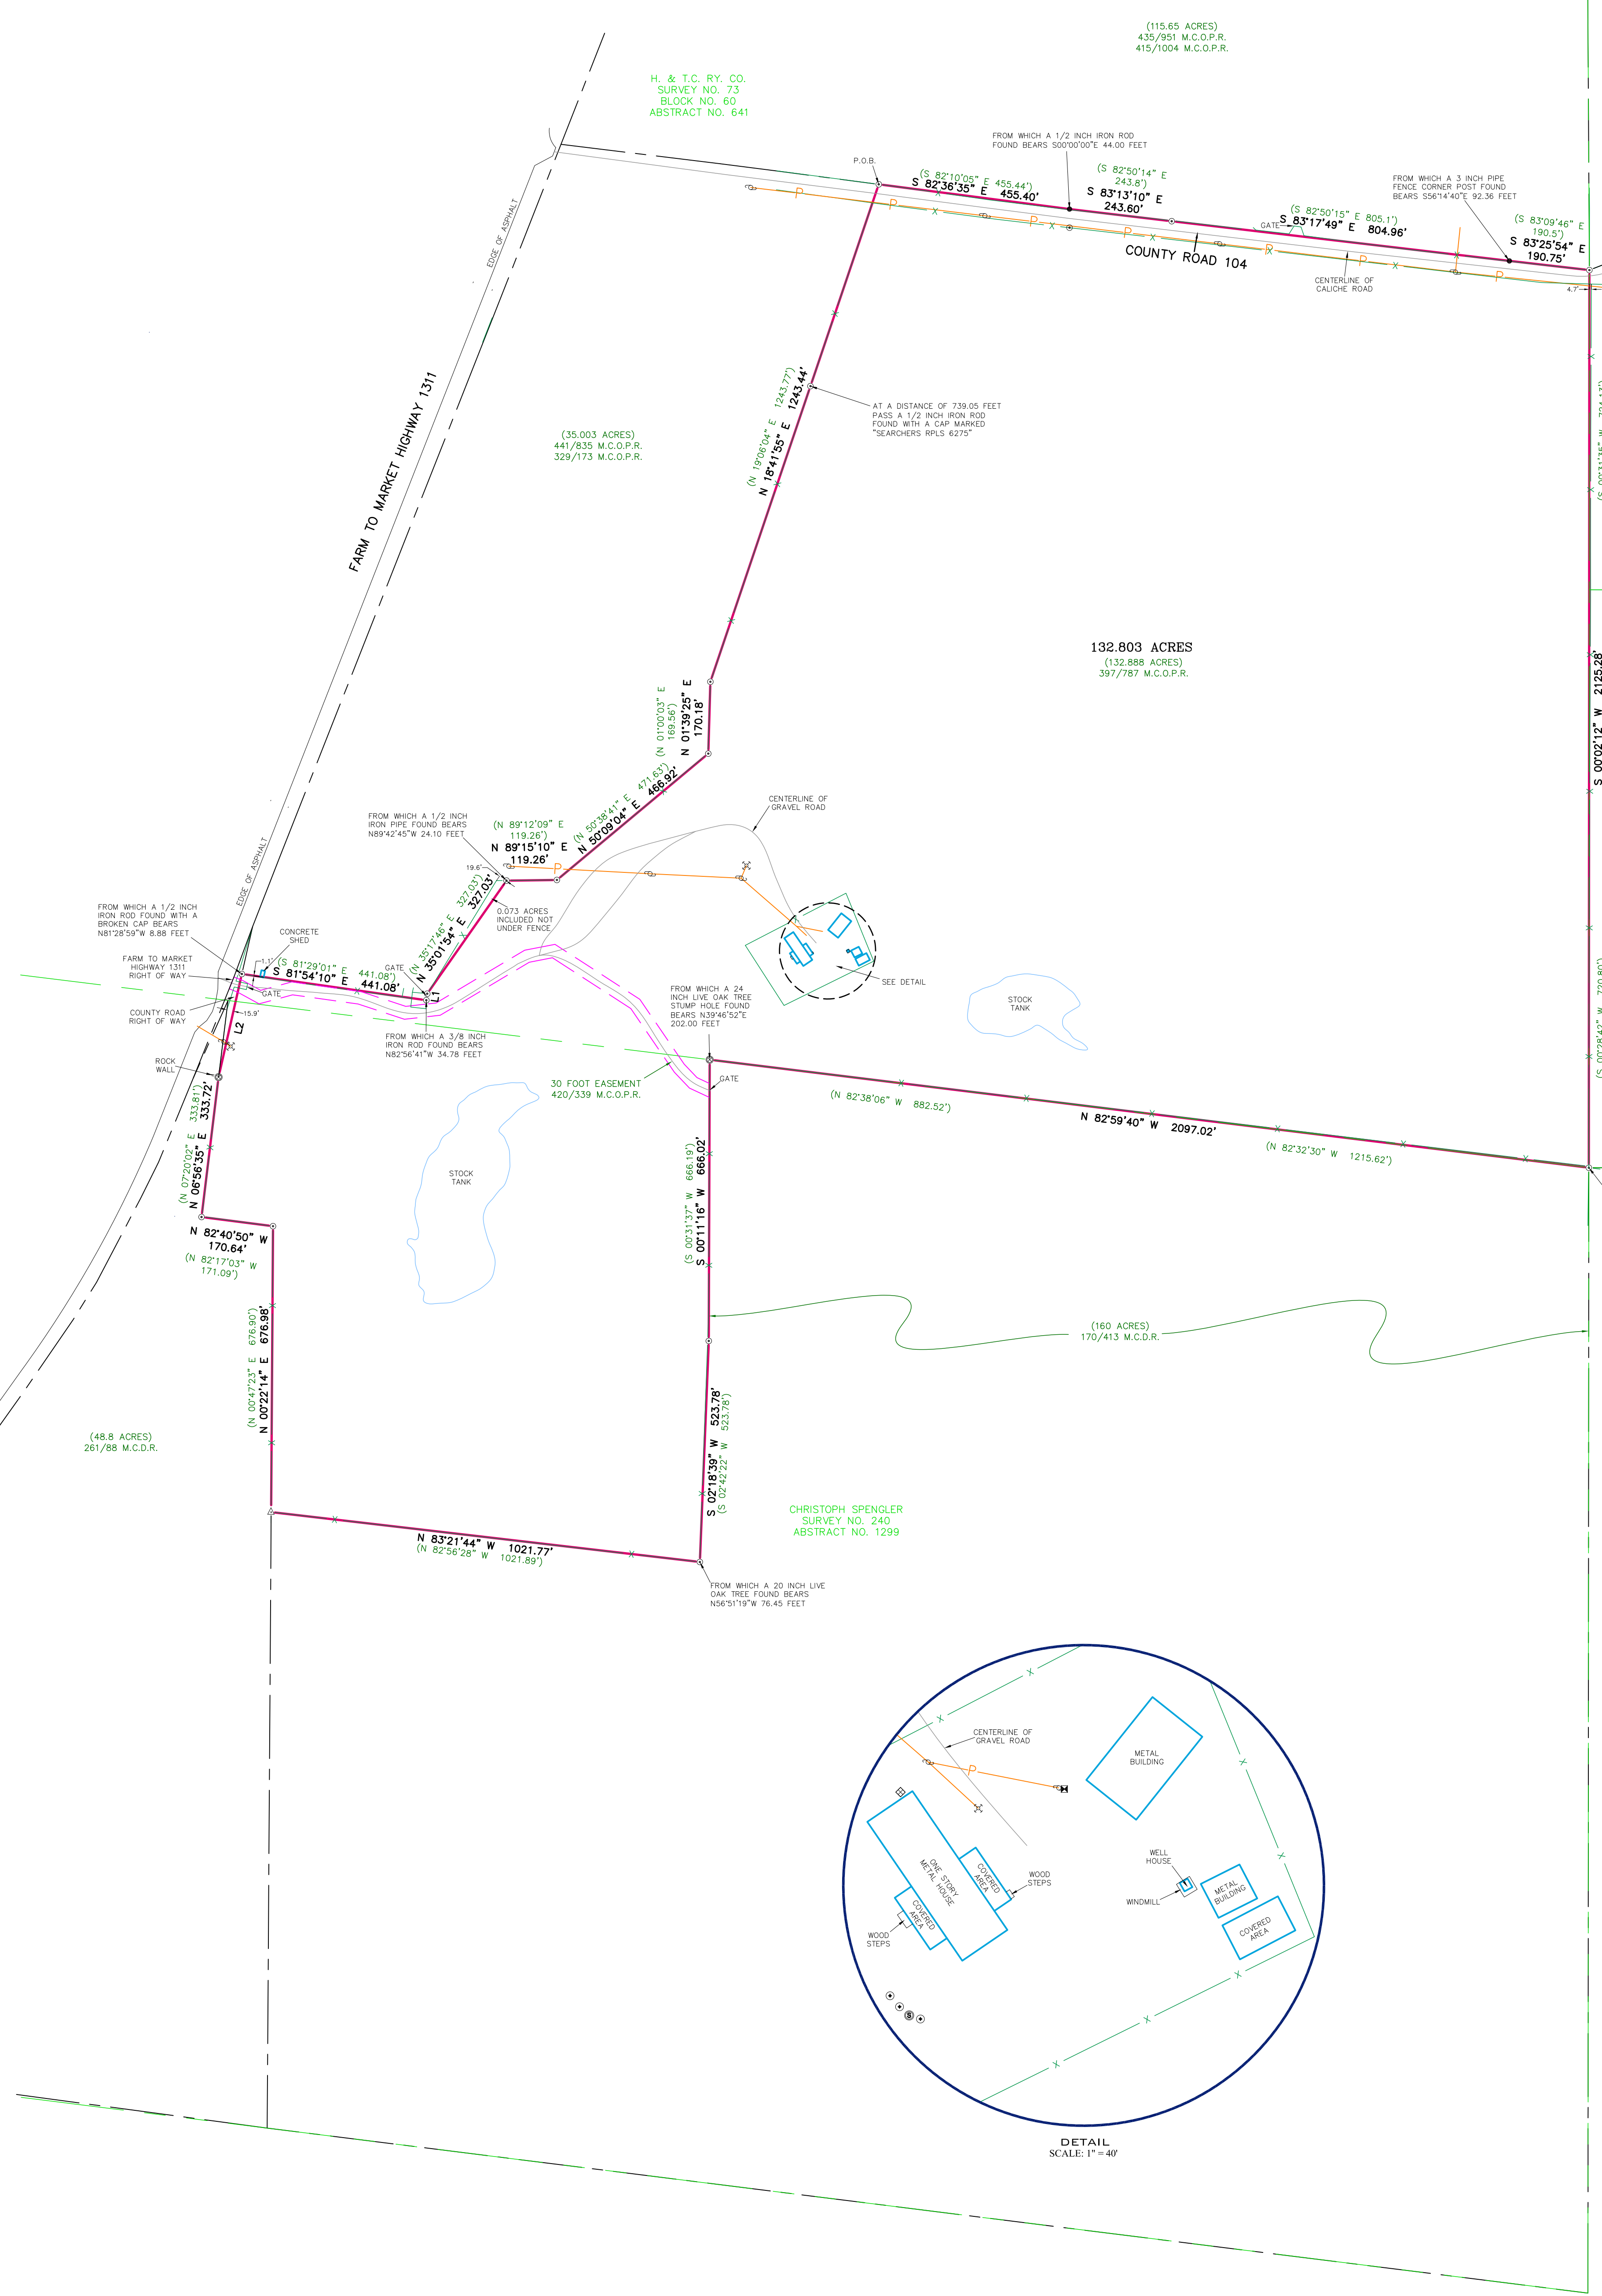 (115.65 ACRES)
435/951 M.C.O.P.R.
415/1004 M.C.O.P.R.
H. & T.C. RY. CO.
SURVEY NO. 73
BLOCK NO. 60
ABSTRACT NO. 641
FROM WHICH A 1/2 INCH IRON ROD
FOUND BEARS S00°00'00"E 44.00 FEET
P.O.B.
(S 82°10'05" E 455.44')
S 82°36'35" E 455.40'
(S 82°50'14" E
243.8')
S 83°13'10" E
243.60'
FROM WHICH A 3 INCH PIPE
FENCE CORNER POST FOUND
BEARS S56°14'40"E 92.36 FEET
(S 82°50'15" E 805.1')
S 83°17'49" E 804.96'
GATE
(S 83°09'46" E
190.5')
S 83°25'54" E
190.75'
P
P
P
P
P
P
P
COUNTY ROAD 104
CENTERLINE OF
CALICHE ROAD
4.7'
EDGE OF ASPHALT
FARM TO MARKET HIGHWAY 1311
(35.003 ACRES)
441/835 M.C.O.P.R.
329/173 M.C.O.P.R.
(N 19°06'04" E 1243.77')
N 18°41'55" E 1243.44'
AT A DISTANCE OF 739.05 FEET
PASS A 1/2 INCH IRON ROD
FOUND WITH A CAP MARKED
"SEARCHERS RPLS 6275"
132.803 ACRES
(132.888 ACRES)
397/787 M.C.O.P.R.
S 00°02'12" W 2125.28'
(N 01°00'03" E
169.56')
N 01°39'25" E
170.18'
(N 50°38'41" E 471.63')
N 50°09'04" E 466.92'
CENTERLINE OF
GRAVEL ROAD
FROM WHICH A 1/2 INCH
IRON PIPE FOUND BEARS
N89°42'45"W 24.10 FEET
(N 89°12'09" E
119.26')
N 89°15'10" E
119.26'
19.6'
P
EDGE OF ASPHALT
(N 35°17'46" E 327.03')
N 35°01'54" E 327.03'
0.073 ACRES
INCLUDED NOT
UNDER FENCE
FROM WHICH A 1/2 INCH
IRON ROD FOUND WITH A
BROKEN CAP BEARS
N81°28'59"W 8.88 FEET
CONCRETE
SHED
1.1'
(S 81°29'01" E 441.08')
S 81°54'10" E 441.08'
GATE
L1
FARM TO MARKET
HIGHWAY 1311
RIGHT OF WAY
GATE
COUNTY ROAD
RIGHT OF WAY
15.9'
L2
ROCK
WALL
FROM WHICH A 3/8 INCH
IRON ROD FOUND BEARS
N82°56'41"W 34.78 FEET
SEE DETAIL
FROM WHICH A 24
INCH LIVE OAK TREE
STUMP HOLE FOUND
BEARS N39°46'52"E
202.00 FEET
STOCK
TANK
30 FOOT EASEMENT
420/339 M.C.O.P.R.
GATE
(N 82°38'06" W 882.52')
N 82°59'40" W 2097.02'
(N 82°32'30" W 1215.62')
(S 00°28'42" W 720.80')
(N 07°20'02" E 333.81')
N 06°56'35" E 333.72'
STOCK
TANK
(S 00°31'37" W 666.19')
S 00°11'16" W 666.02'
N 82°40'50" W
170.64'
(N 82°17'03" W
171.09')
(N 00°47'23" E 676.90')
N 00°22'14" E 676.98'
(160 ACRES)
170/413 M.C.D.R.
(48.8 ACRES)
261/88 M.C.D.R.
S 02°18'39" W 523.78'
(S 02°42'22" W 523.78')
CHRISTOPH SPENGLER
SURVEY NO. 240
ABSTRACT NO. 1299
N 83°21'44" W 1021.77'
(N 82°56'28" W 1021.89')
FROM WHICH A 20 INCH LIVE
OAK TREE FOUND BEARS
N56°51'19"W 76.45 FEET
CENTERLINE OF
GRAVEL ROAD
P
METAL
BUILDING
ONE STORY
METAL HOUSE
COVERED
AREA
WOOD
STEPS
COVERED
AREA
WOOD
STEPS
WELL
HOUSE
WINDMILL
METAL
BUILDING
COVERED
AREA
S
DETAIL
SCALE: 1" = 40'